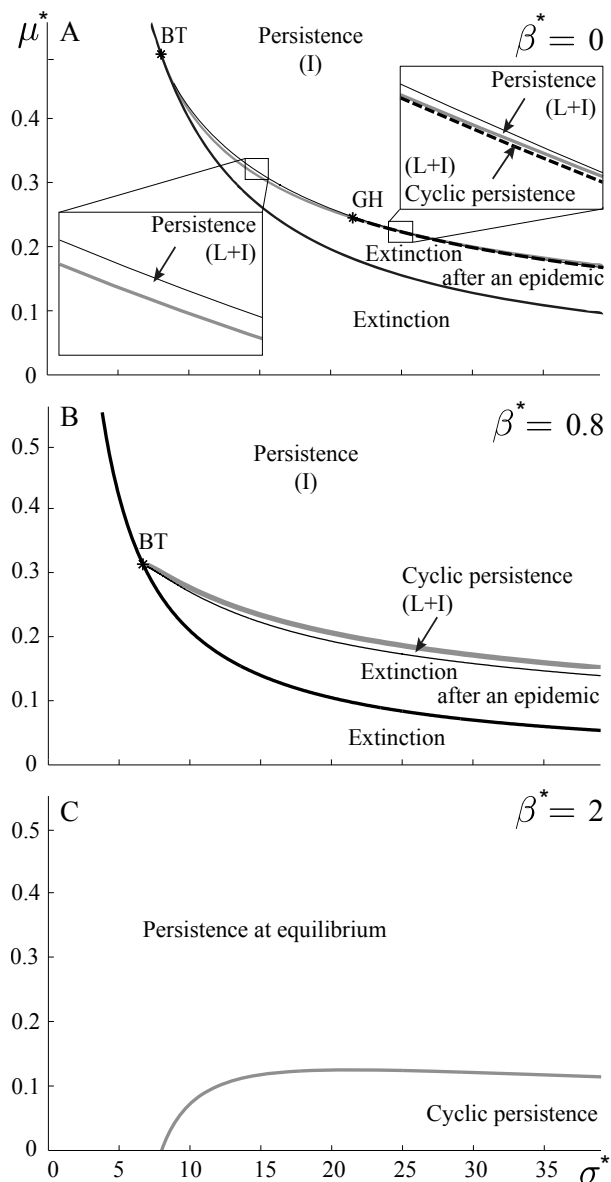 μ* A
BT
Persistence
(I)
β* = 0
Persistence
(L+I)
(L+I)
Cyclic persistence
GH
Persistence
(L+I)
Extinction
after an epidemic
Extinction
0.4
0.3
0.2
0.1
0
B
β* = 0.8
Persistence
(I)
BT
Cyclic persistence
(L+I)
Extinction
after an epidemic
Extinction
0.5
0.4
0.3
0.2
0.1
0
C
β* = 2
Persistence at equilibrium
Cyclic persistence
0.5
0.4
0.3
0.2
0.1
0
0 5 10 15 20 25 30 35 σ*